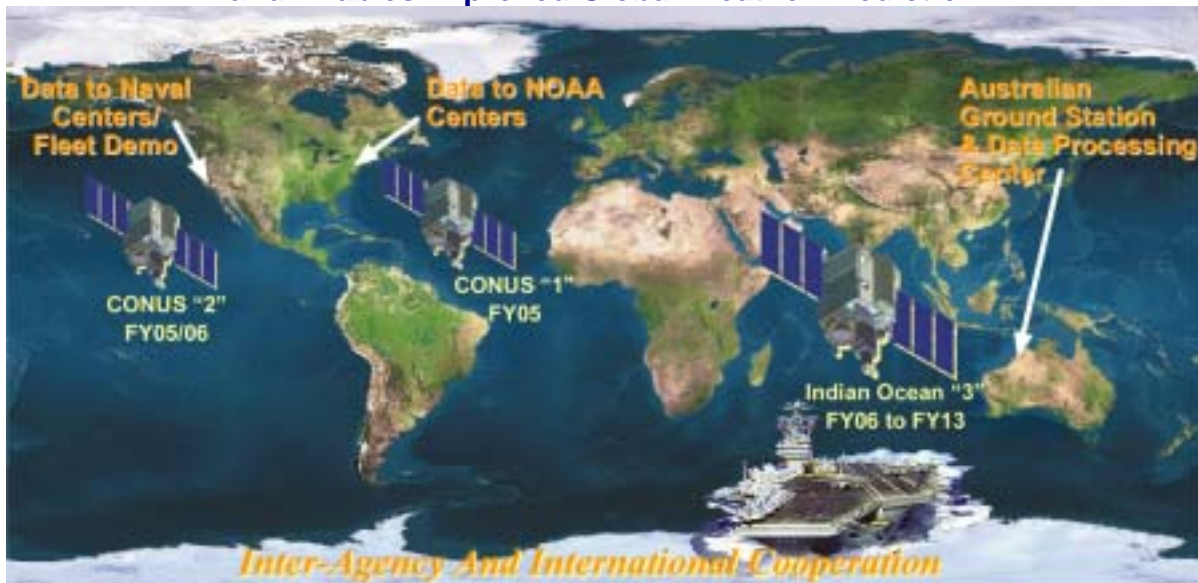 Data to Naval
Centers/
Fleet Demo
Data to NOAA
Centers
Australian
Ground Station
& Data Processing
Center
CONUS “2”
FY05/06
CONUS “1”
FY05
Indian Ocean “3”
FY06 to FY13
Inter-Agency And International Cooperation